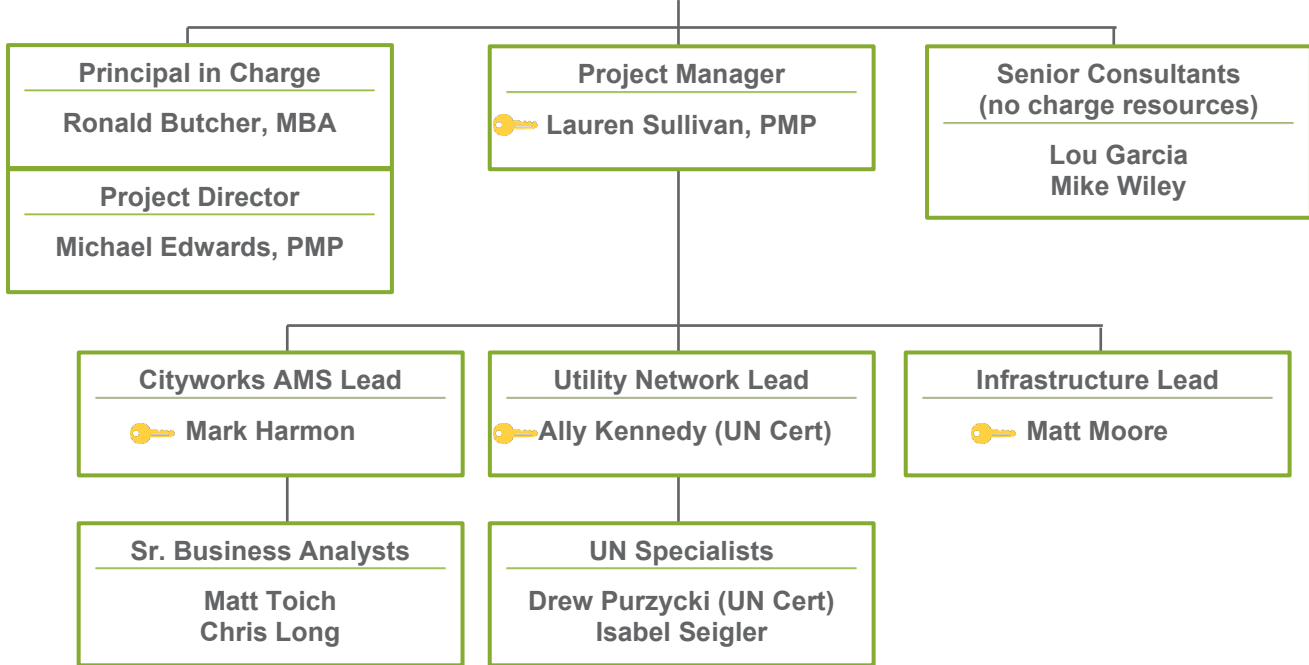 Principal in Charge
Ronald Butcher, MBA
Project Director
Michael Edwards, PMP
Project Manager
Lauren Sullivan, PMP
Senior Consultants
(no charge resources)
Lou Garcia
Mike Wiley
Cityworks AMS Lead
Mark Harmon
Utility Network Lead
Ally Kennedy (UN Cert)
Infrastructure Lead
Matt Moore
Sr. Business Analysts
Matt Toich
Chris Long
UN Specialists
Drew Purzycki (UN Cert)
Isabel Seigler